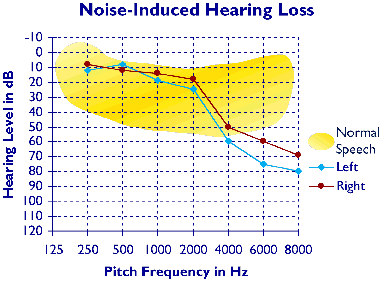 Noise-Induced Hearing Loss
Hearing Level in dB
-10
0
10
20
30
40
50
60
70
80
90
100
110
120
125 250 500 1000 2000 4000 6000 8000
Pitch Frequency in Hz
Normal
Speech
Left
Right